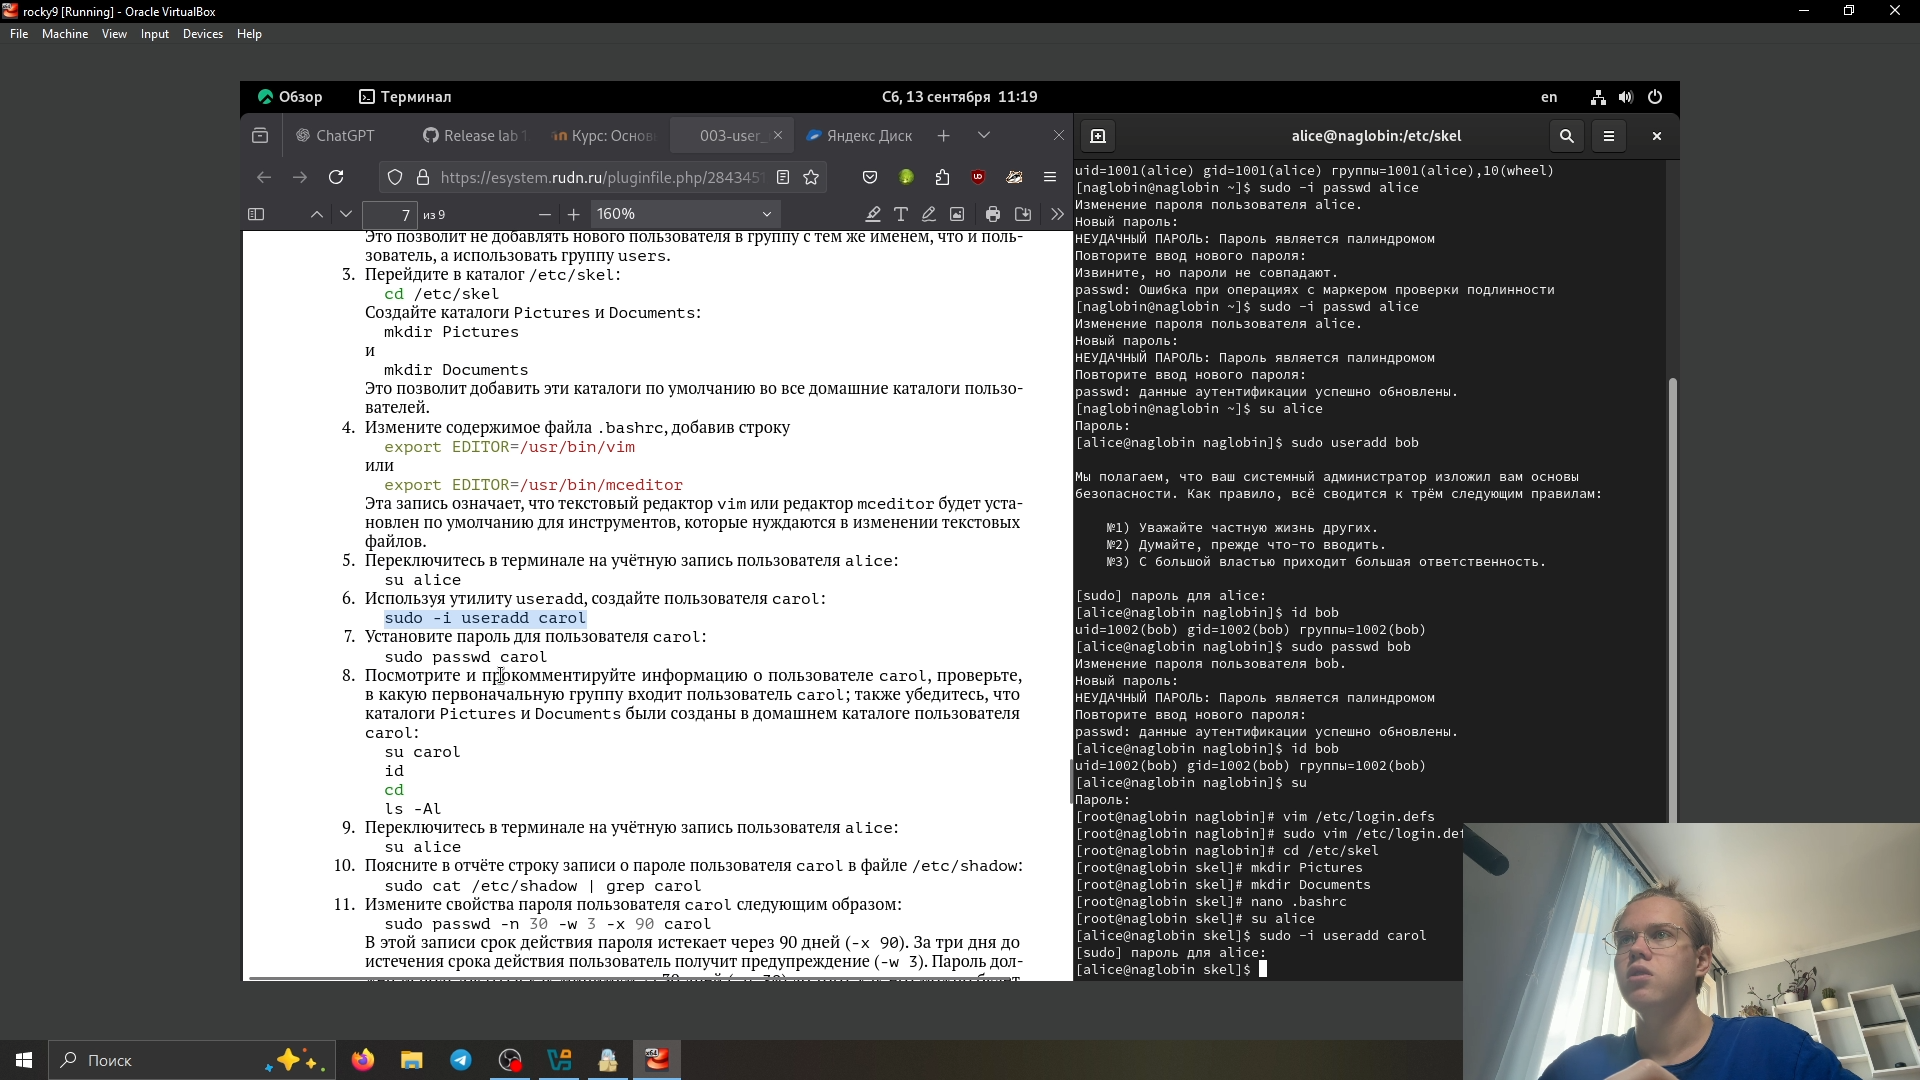 rocky9 [Running] - Oracle VirtualBox
File Machine View Input Devices Help
Обзор Терминал Сб, 13 сентября 11:19 en
ChatGPT Release lab 1 Курс: Основ 003-user_ Яндекс Диск
https://esystem.rudn.ru/pluginfile.php/2843451
7 из 9 160%
Это позволит не добавлять нового пользователя в группу с тем же именем, что и поль-
зователь, а использовать группу users.
3. Перейдите в каталог /etc/skel:
cd /etc/skel
Создайте каталоги Pictures и Documents:
mkdir Pictures
и
mkdir Documents
Это позволит добавить эти каталоги по умолчанию во все домашние каталоги пользо-
вателей.
4. Измените содержимое файла .bashrc, добавив строку
export EDITOR=/usr/bin/vim
или
export EDITOR=/usr/bin/mceditor
Эта запись означает, что текстовый редактор vim или редактор mceditor будет уста-
новлен по умолчанию для инструментов, которые нуждаются в изменении текстовых
файлов.
5. Переключитесь в терминале на учётную запись пользователя alice:
su alice
6. Используя утилиту useradd, создайте пользователя carol:
sudo -i useradd carol
7. Установите пароль для пользователя carol:
sudo passwd carol
8. Посмотрите и прокомментируйте информацию о пользователе carol, проверьте,
в какую первоначальную группу входит пользователь carol; также убедитесь, что
каталоги Pictures и Documents были созданы в домашнем каталоге пользователя
carol:
su carol
id
cd
ls -Al
9. Переключитесь в терминале на учётную запись пользователя alice:
su alice
10. Поясните в отчёте строку записи о пароле пользователя carol в файле /etc/shadow:
sudo cat /etc/shadow | grep carol
11. Измените свойства пароля пользователя carol следующим образом:
sudo passwd -n 30 -w 3 -x 90 carol
В этой записи срок действия пароля истекает через 90 дней (-x 90). За три дня до
истечения срока действия пользователь получит предупреждение (-w 3). Пароль дол-
alice@naglobin:/etc/skel
uid=1001(alice) gid=1001(alice) группы=1001(alice),10(wheel)
[naglobin@naglobin ~]$ sudo -i passwd alice
Изменение пароля пользователя alice.
Новый пароль:
НЕУДАЧНЫЙ ПАРОЛЬ: Пароль является палиндромом
Повторите ввод нового пароля:
Извините, но пароли не совпадают.
passwd: Ошибка при операциях с маркером проверки подлинности
[naglobin@naglobin ~]$ sudo -i passwd alice
Изменение пароля пользователя alice.
Новый пароль:
НЕУДАЧНЫЙ ПАРОЛЬ: Пароль является палиндромом
Повторите ввод нового пароля:
passwd: данные аутентификации успешно обновлены.
[naglobin@naglobin ~]$ su alice
Пароль:
[alice@naglobin naglobin]$ sudo useradd bob
Мы полагаем, что ваш системный администратор изложил вам основы
безопасности. Как правило, всё сводится к трём следующим правилам:
№1) Уважайте частную жизнь других.
№2) Думайте, прежде что-то вводить.
№3) С большой властью приходит большая ответственность.
[sudo] пароль для alice:
[alice@naglobin naglobin]$ id bob
uid=1002(bob) gid=1002(bob) группы=1002(bob)
[alice@naglobin naglobin]$ sudo passwd bob
Изменение пароля пользователя bob.
Новый пароль:
НЕУДАЧНЫЙ ПАРОЛЬ: Пароль является палиндромом
Повторите ввод нового пароля:
passwd: данные аутентификации успешно обновлены.
[alice@naglobin naglobin]$ id bob
uid=1002(bob) gid=1002(bob) группы=1002(bob)
[alice@naglobin naglobin]$ su
Пароль:
[root@naglobin naglobin]# vim /etc/login.defs
[root@naglobin naglobin]# sudo vim /etc/login.def
[root@naglobin naglobin]# cd /etc/skel
[root@naglobin skel]# mkdir Pictures
[root@naglobin skel]# mkdir Documents
[root@naglobin skel]# nano .bashrc
[root@naglobin skel]# su alice
[alice@naglobin skel]$ sudo -i useradd carol
[sudo] пароль для alice:
[alice@naglobin skel]$
Поиск